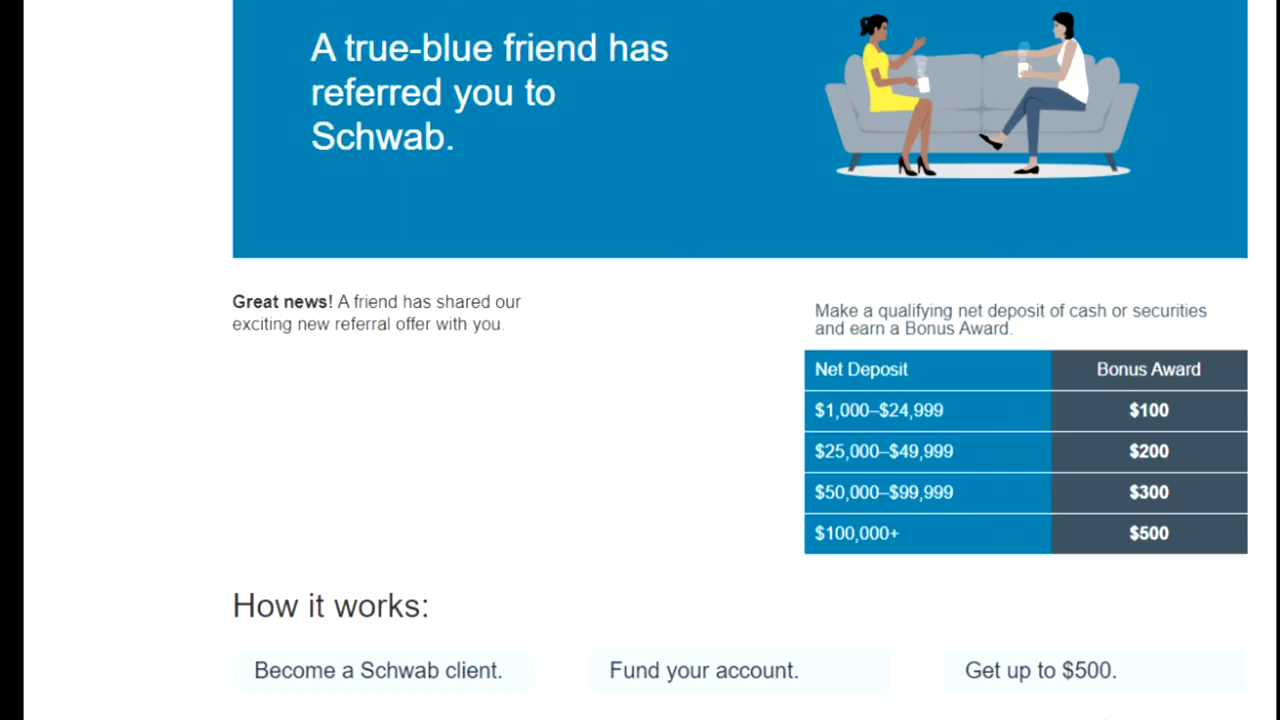 A true-blue friend has
referred you to
Schwab.
Great news! A friend has shared our
exciting new referral offer with you.
Make a qualifying net deposit of cash or securities
and earn a Bonus Award.
Net Deposit Bonus Award
$1,000–$24,999 $100
$25,000–$49,999 $200
$50,000–$99,999 $300
$100,000+ $500
How it works:
Become a Schwab client. Fund your account. Get up to $500.